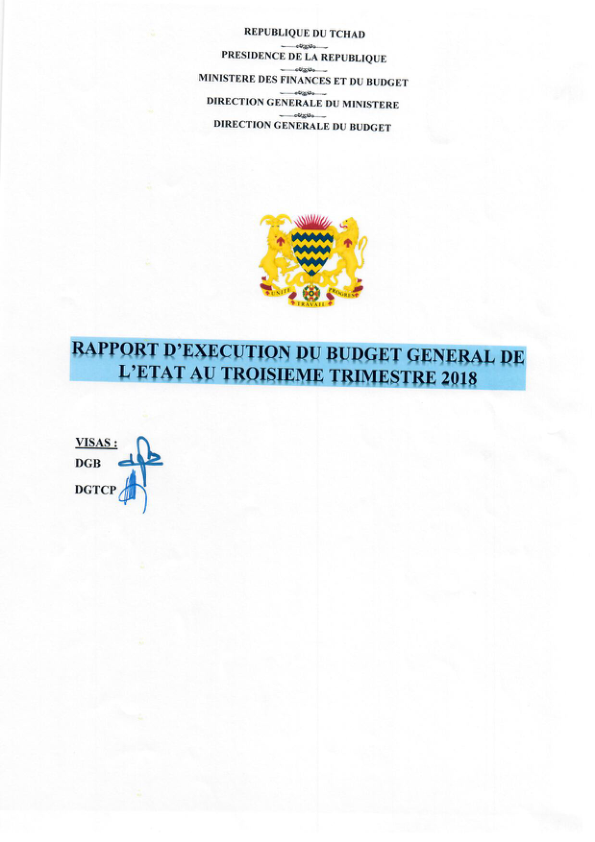 REPUBLIQUE DU TCHAD
PRESIDENCE DE LA REPUBLIQUE
MINISTERE DES FINANCES ET DU BUDGET
DIRECTION GENERALE DU MINISTERE
DIRECTION GENERALE DU BUDGET
UNITE PROGRES
TRAVAIL
RAPPORT D'EXECUTION DU BUDGET GENERAL DE
L'ETAT AU TROISIEME TRIMESTRE 2018
VISAS :
DGB
DGTCP